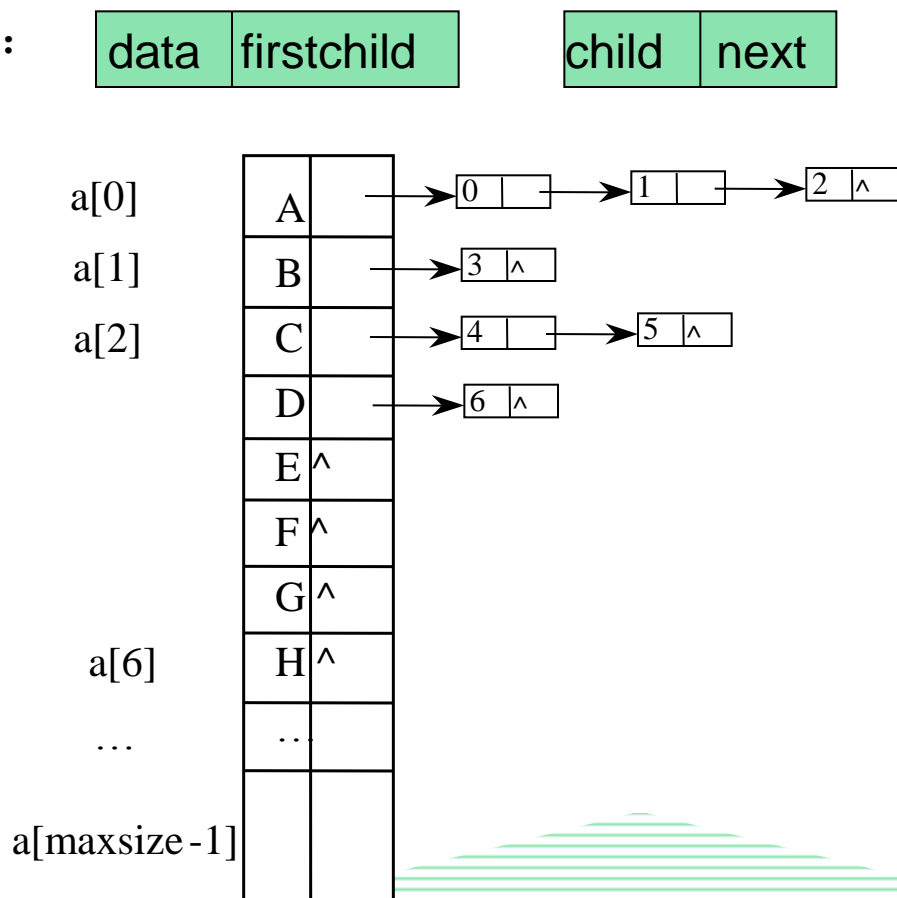 :
data firstchild child next
a[0] A 0 1 2 ^
a[1] B 3 ^
a[2] C 4 5 ^
D 6 ^
E ^
F ^
G ^
a[6] H ^
… …
a[maxsize-1]